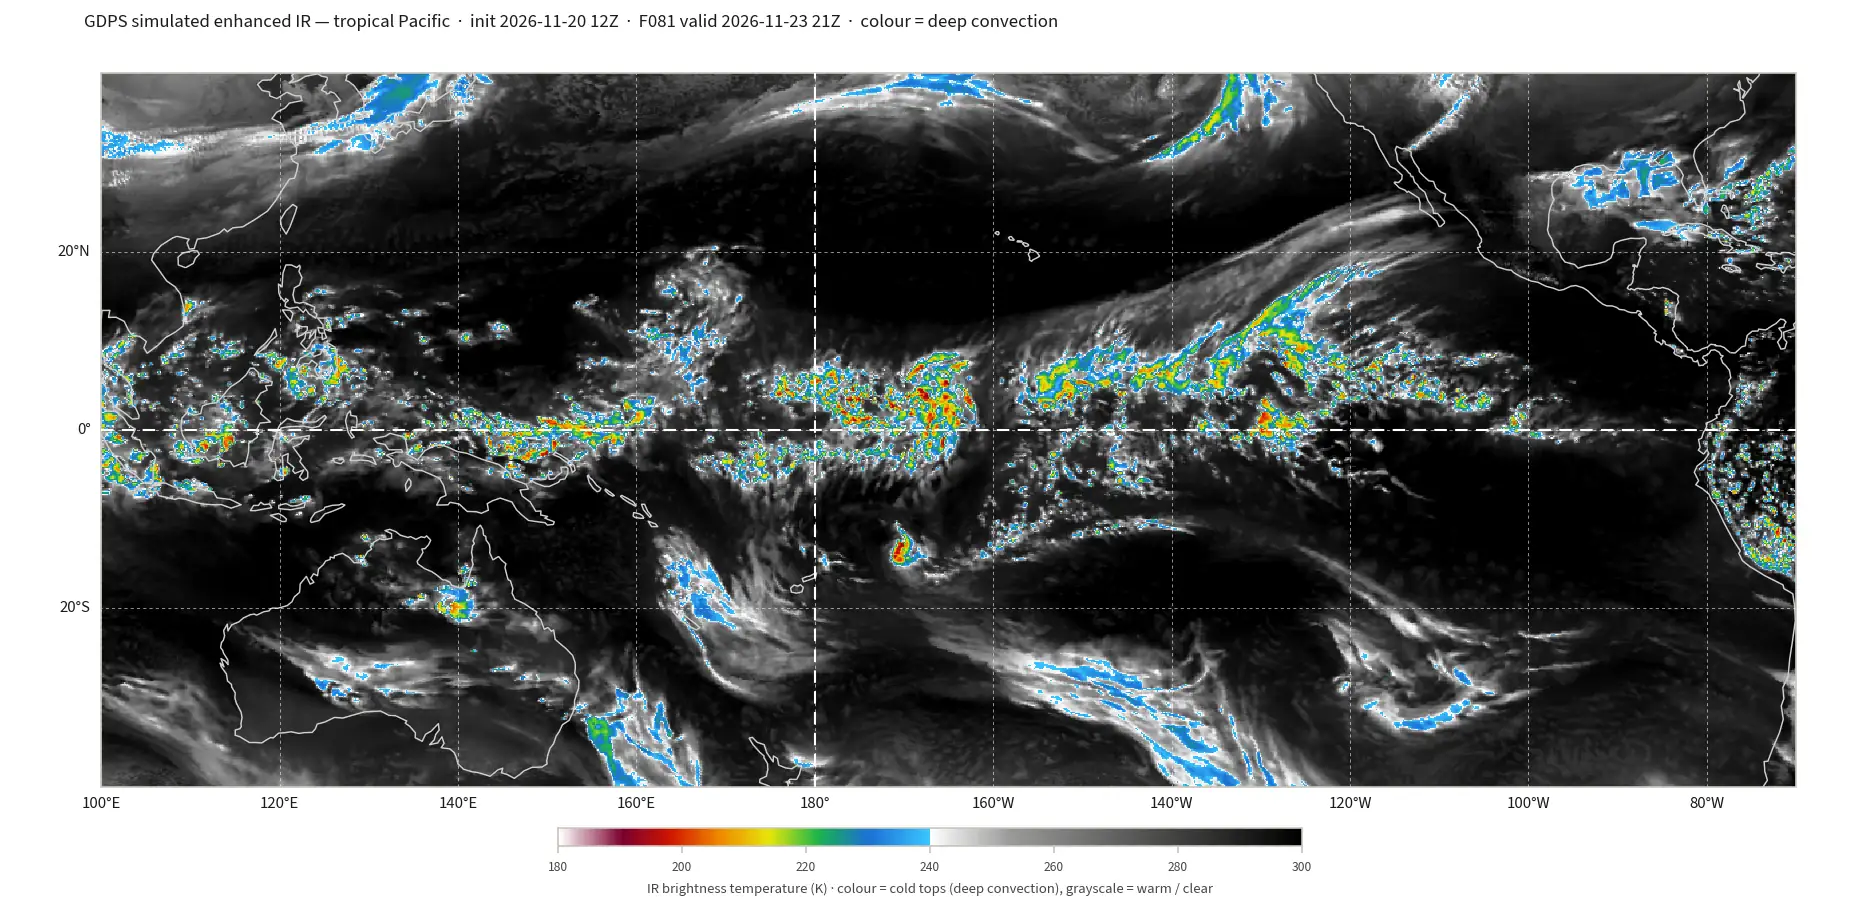 GDPS simulated enhanced IR — tropical Pacific · init 2026-11-20 12Z · F081 valid 2026-11-23 21Z · colour = deep convection
20°N
0°
20°S
100°E 120°E 140°E 160°E 180° 160°W 140°W 120°W 100°W 80°W
180 200 220 240 260 280 300
IR brightness temperature (K) · colour = cold tops (deep convection), grayscale = warm / clear